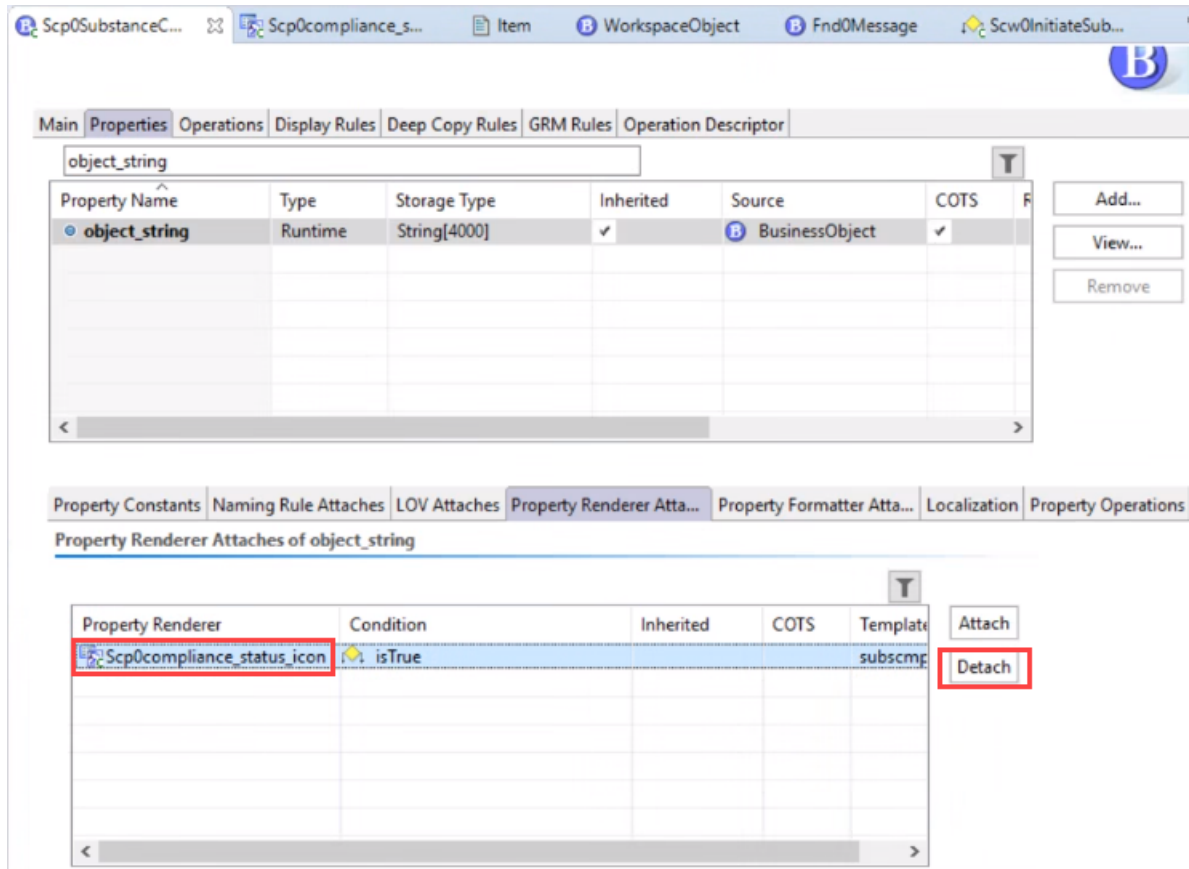 Scp0SubstanceC... Scp0compliance_s... Item WorkspaceObject Fnd0Message Scw0InitiateSub...
B
Main Properties Operations Display Rules Deep Copy Rules GRM Rules Operation Descriptor
object_string
Property Name Type Storage Type Inherited Source COTS
Add...
object_string Runtime String[4000] BusinessObject
View...
Remove
Property Constants Naming Rule Attaches LOV Attaches Property Renderer Atta... Property Formatter Atta... Localization Property Operations
Property Renderer Attaches of object_string
Property Renderer Condition Inherited COTS Template
Attach
Scp0compliance_status_icon isTrue subscmp
Detach